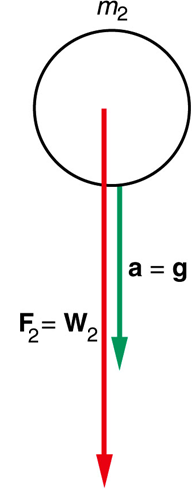 m₂
a = g
F₂ = W₂